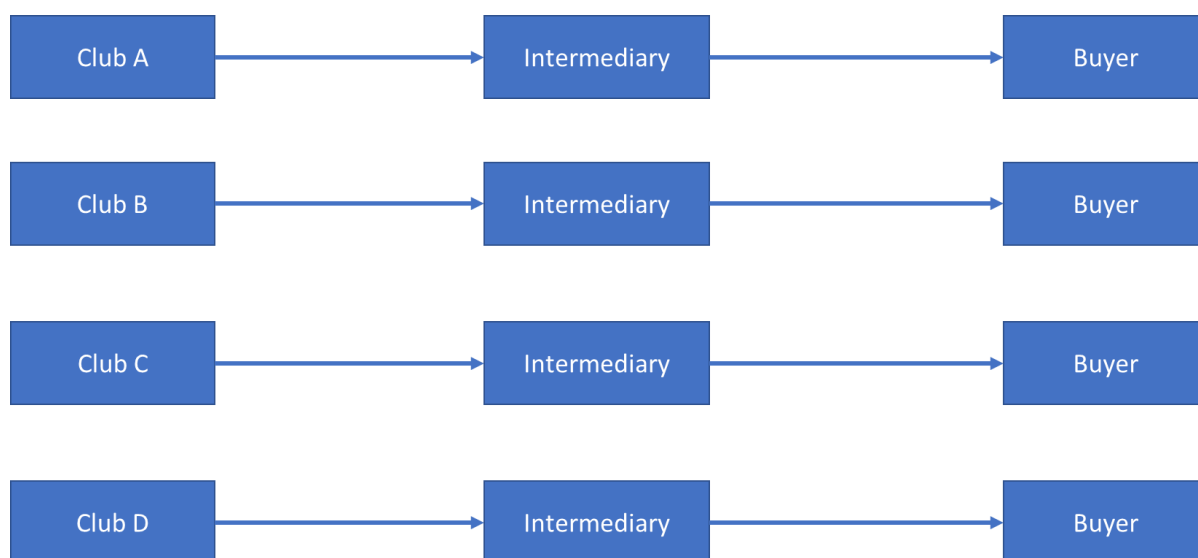 Club A
Intermediary
Buyer
Club B
Intermediary
Buyer
Club C
Intermediary
Buyer
Club D
Intermediary
Buyer